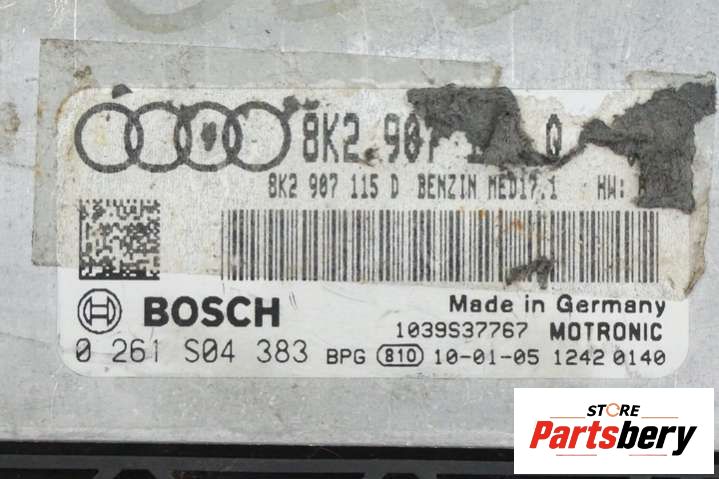 8K2 907 Q
8K2 907 115 D BENZIN MED17.1 HW:
BOSCH
Made in Germany
1039S37767 MOTRONIC
0 261 S04 383 BPG 810 10-01-05 1242 0140
STORE
Partsbery